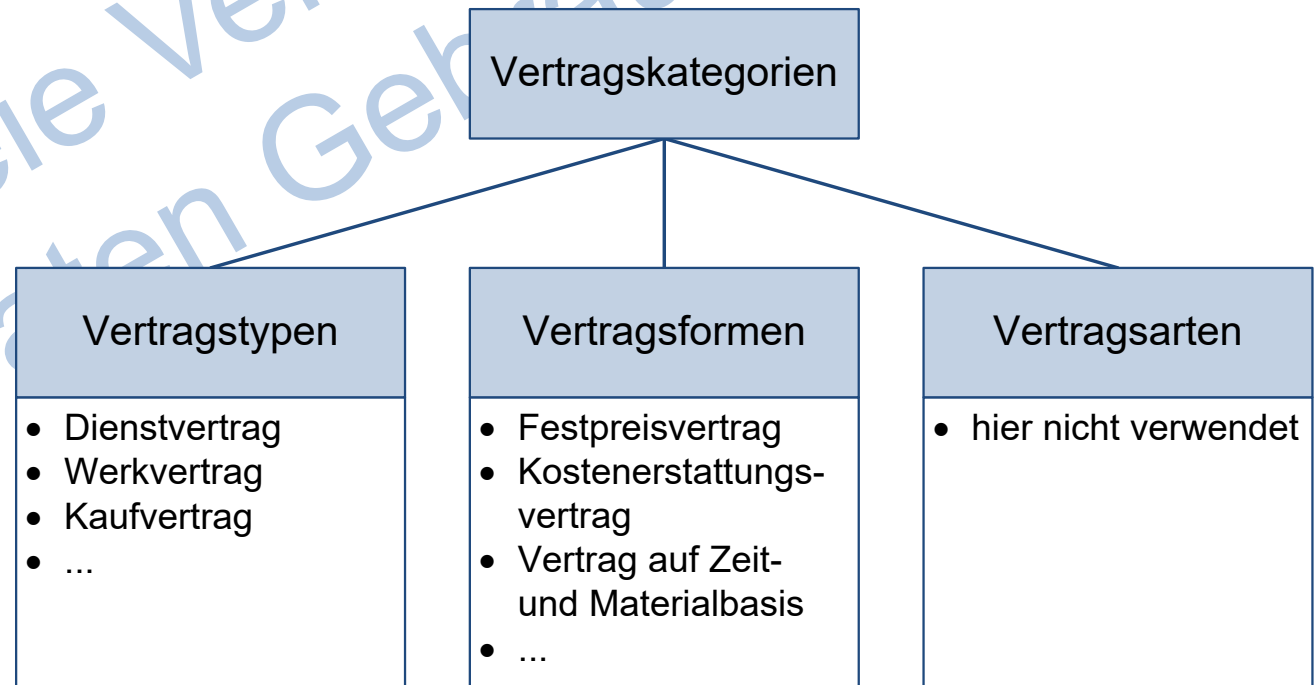 Vertragskategorien
Vertragstypen
• Dienstvertrag
• Werkvertrag
• Kaufvertrag
• ...
Vertragsformen
• Festpreisvertrag
• Kostenerstattungs-
vertrag
• Vertrag auf Zeit-
und Materialbasis
• ...
Vertragsarten
• hier nicht verwendet